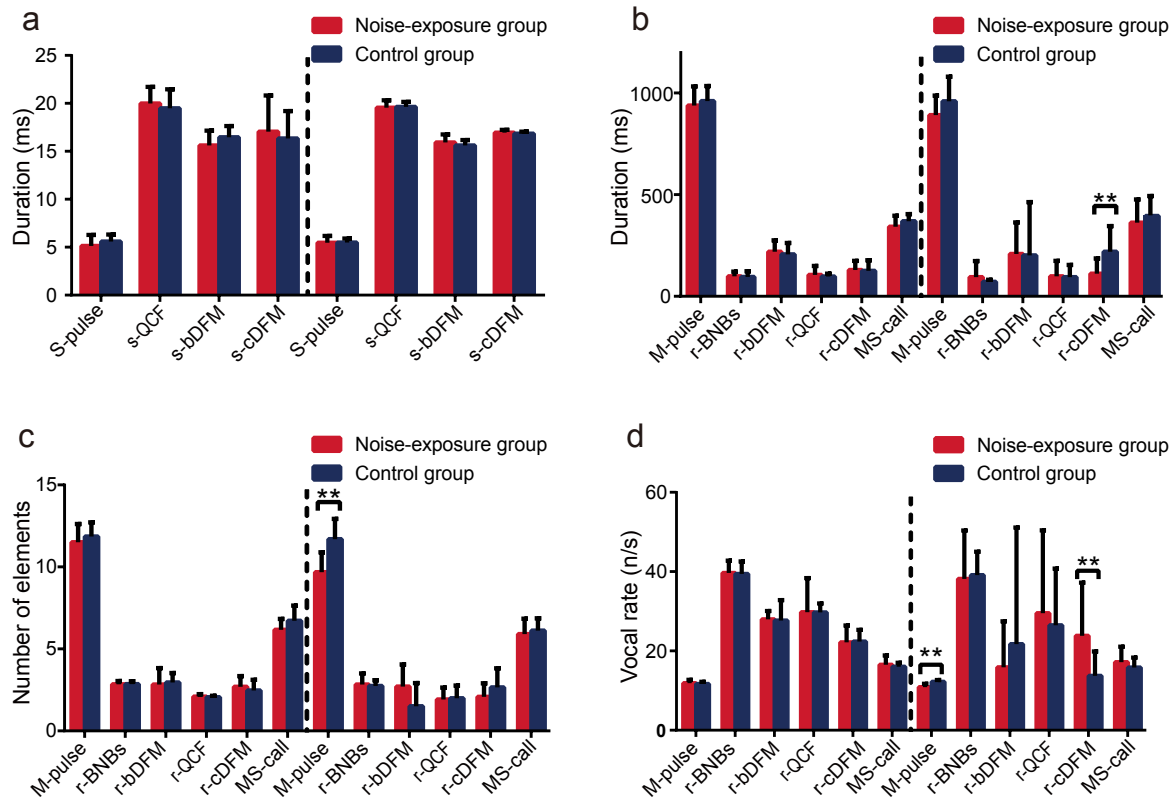 a
Noise-exposure group
Control group
Duration (ms)
25
20
15
10
5
0
S-pulse
s-QCF
s-bDFM
s-cDFM
S-pulse
s-QCF
s-bDFM
s-cDFM
b
Noise-exposure group
Control group
Duration (ms)
1000
500
0
**
M-pulse
r-BNBs
r-bDFM
r-QCF
r-cDFM
MS-call
M-pulse
r-BNBs
r-bDFM
r-QCF
r-cDFM
MS-call
c
Noise-exposure group
Control group
Number of elements
15
10
5
0
**
M-pulse
r-BNBs
r-bDFM
r-QCF
r-cDFM
MS-call
M-pulse
r-BNBs
r-bDFM
r-QCF
r-cDFM
MS-call
d
Noise-exposure group
Control group
Vocal rate (n/s)
60
40
20
0
**
**
M-pulse
r-BNBs
r-bDFM
r-QCF
r-cDFM
MS-call
M-pulse
r-BNBs
r-bDFM
r-QCF
r-cDFM
MS-call